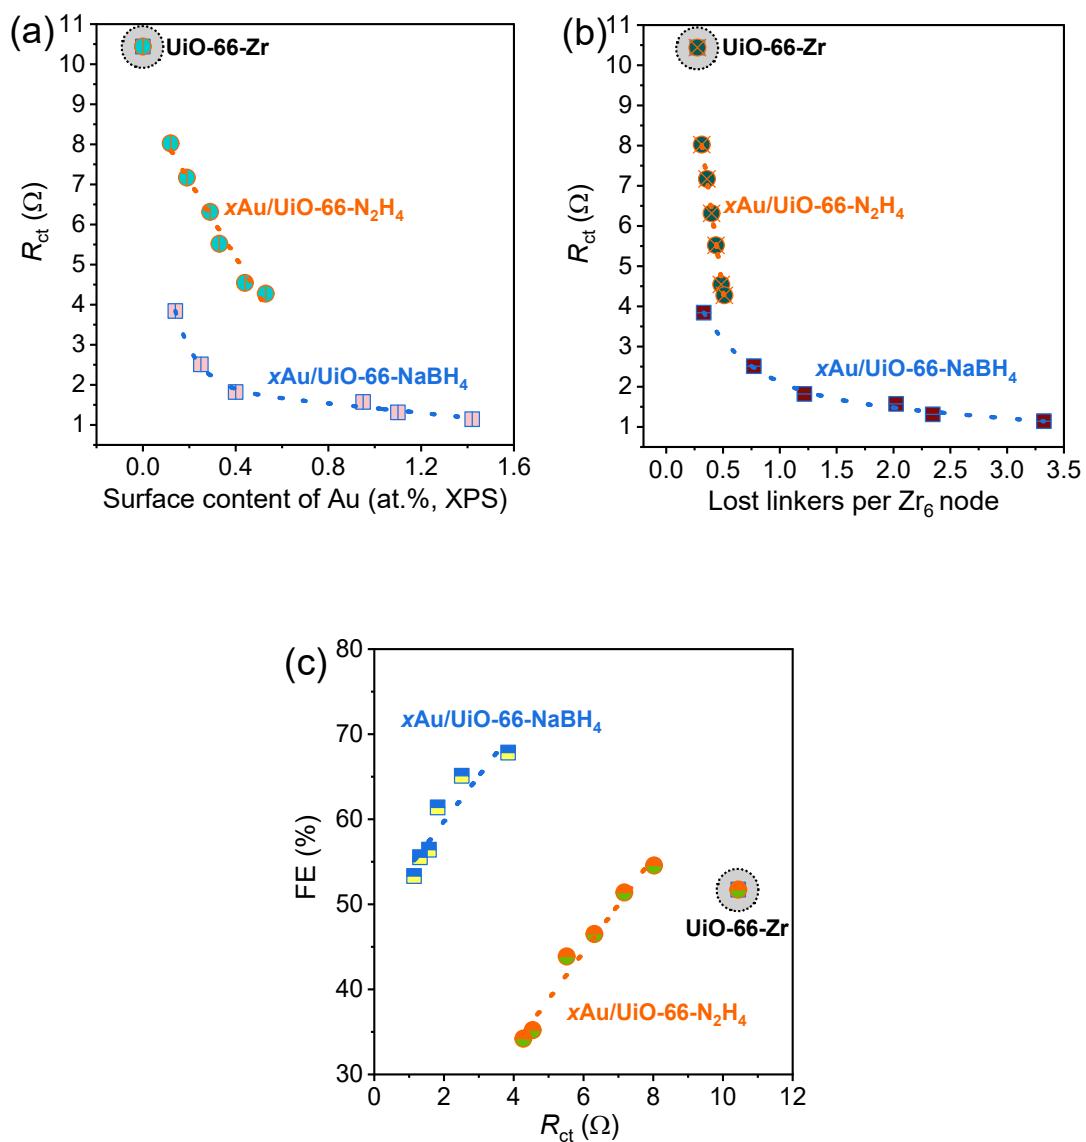 (a)
11
10
9
8
7
6
5
4
3
2
1
R_ct (Ω)
UiO-66-Zr
xAu/UiO-66-N₂H₄
xAu/UiO-66-NaBH₄
0.0 0.4 0.8 1.2 1.6
Surface content of Au (at.%, XPS)
(b)
11
10
9
8
7
6
5
4
3
2
1
R_ct (Ω)
UiO-66-Zr
xAu/UiO-66-N₂H₄
xAu/UiO-66-NaBH₄
0.0 0.5 1.0 1.5 2.0 2.5 3.0 3.5
Lost linkers per Zr₆ node
(c)
80
70
60
50
40
30
FE (%)
xAu/UiO-66-NaBH₄
UiO-66-Zr
xAu/UiO-66-N₂H₄
0 2 4 6 8 10 12
R_ct (Ω)